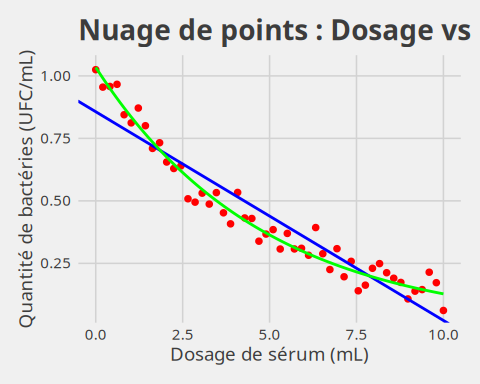 Nuage de points : Dosage vs
Quantité de bactéries (UFC/mL)
1.00
0.75
0.50
0.25
0.0 2.5 5.0 7.5 10.0
Dosage de sérum (mL)